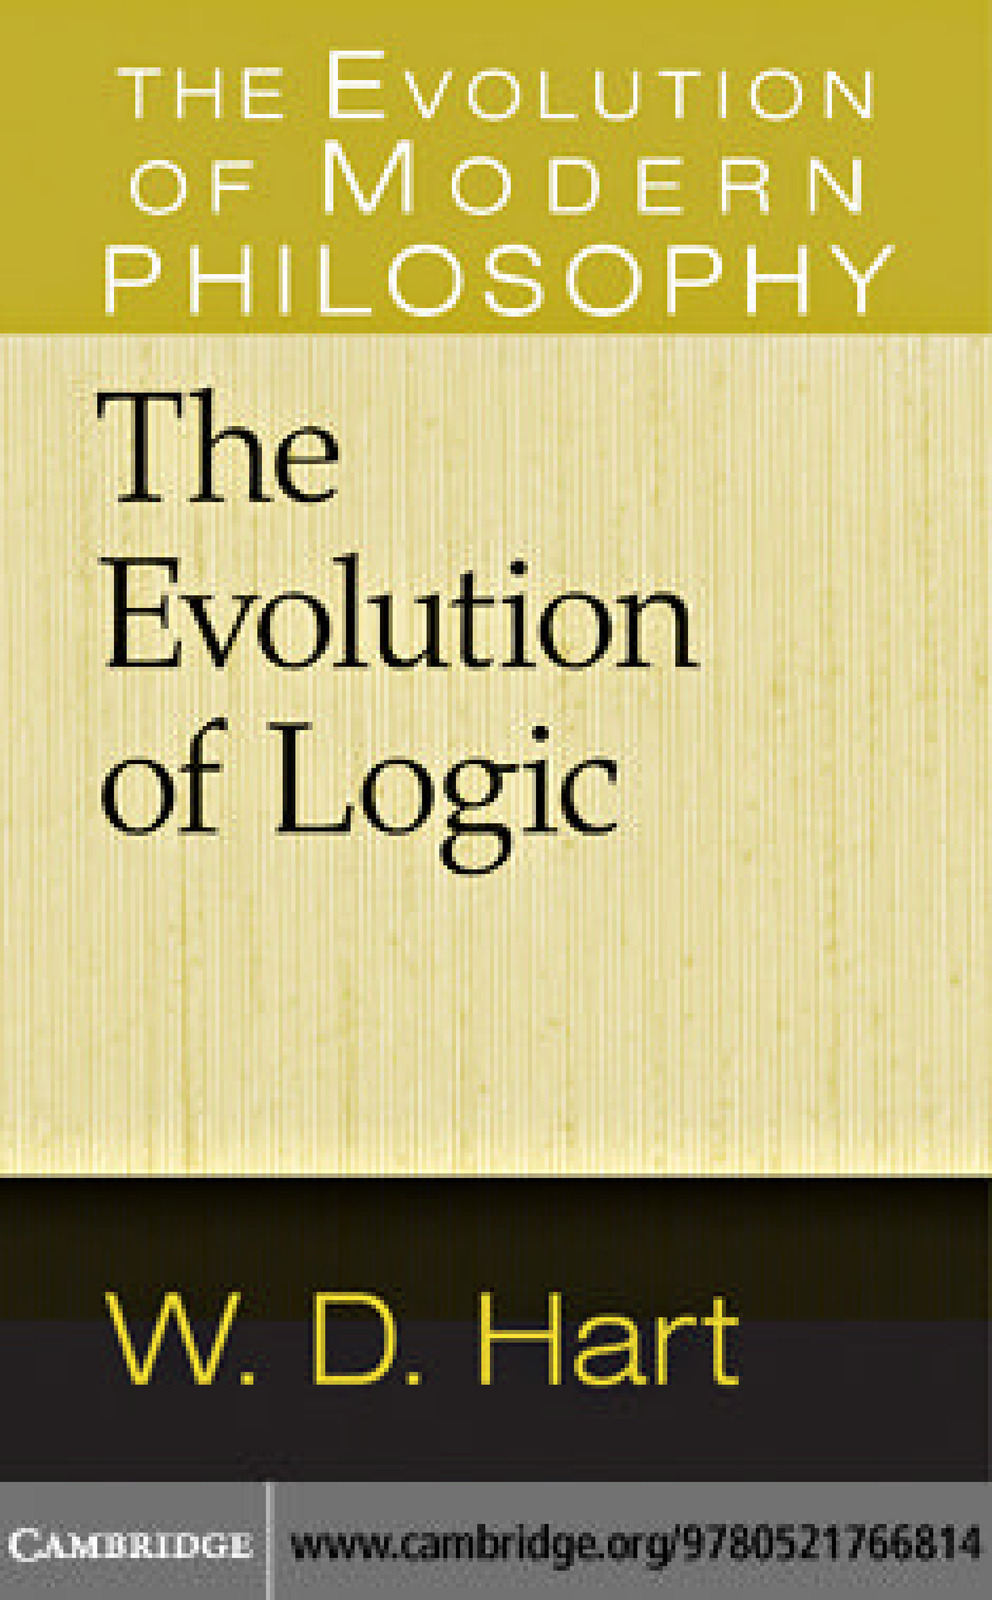 THE EVOLUTION
OF MODERN
PHILOSOPHY
The
Evolution
of Logic
W. D. Hart
CAMBRIDGE
www.cambridge.org/9780521766814